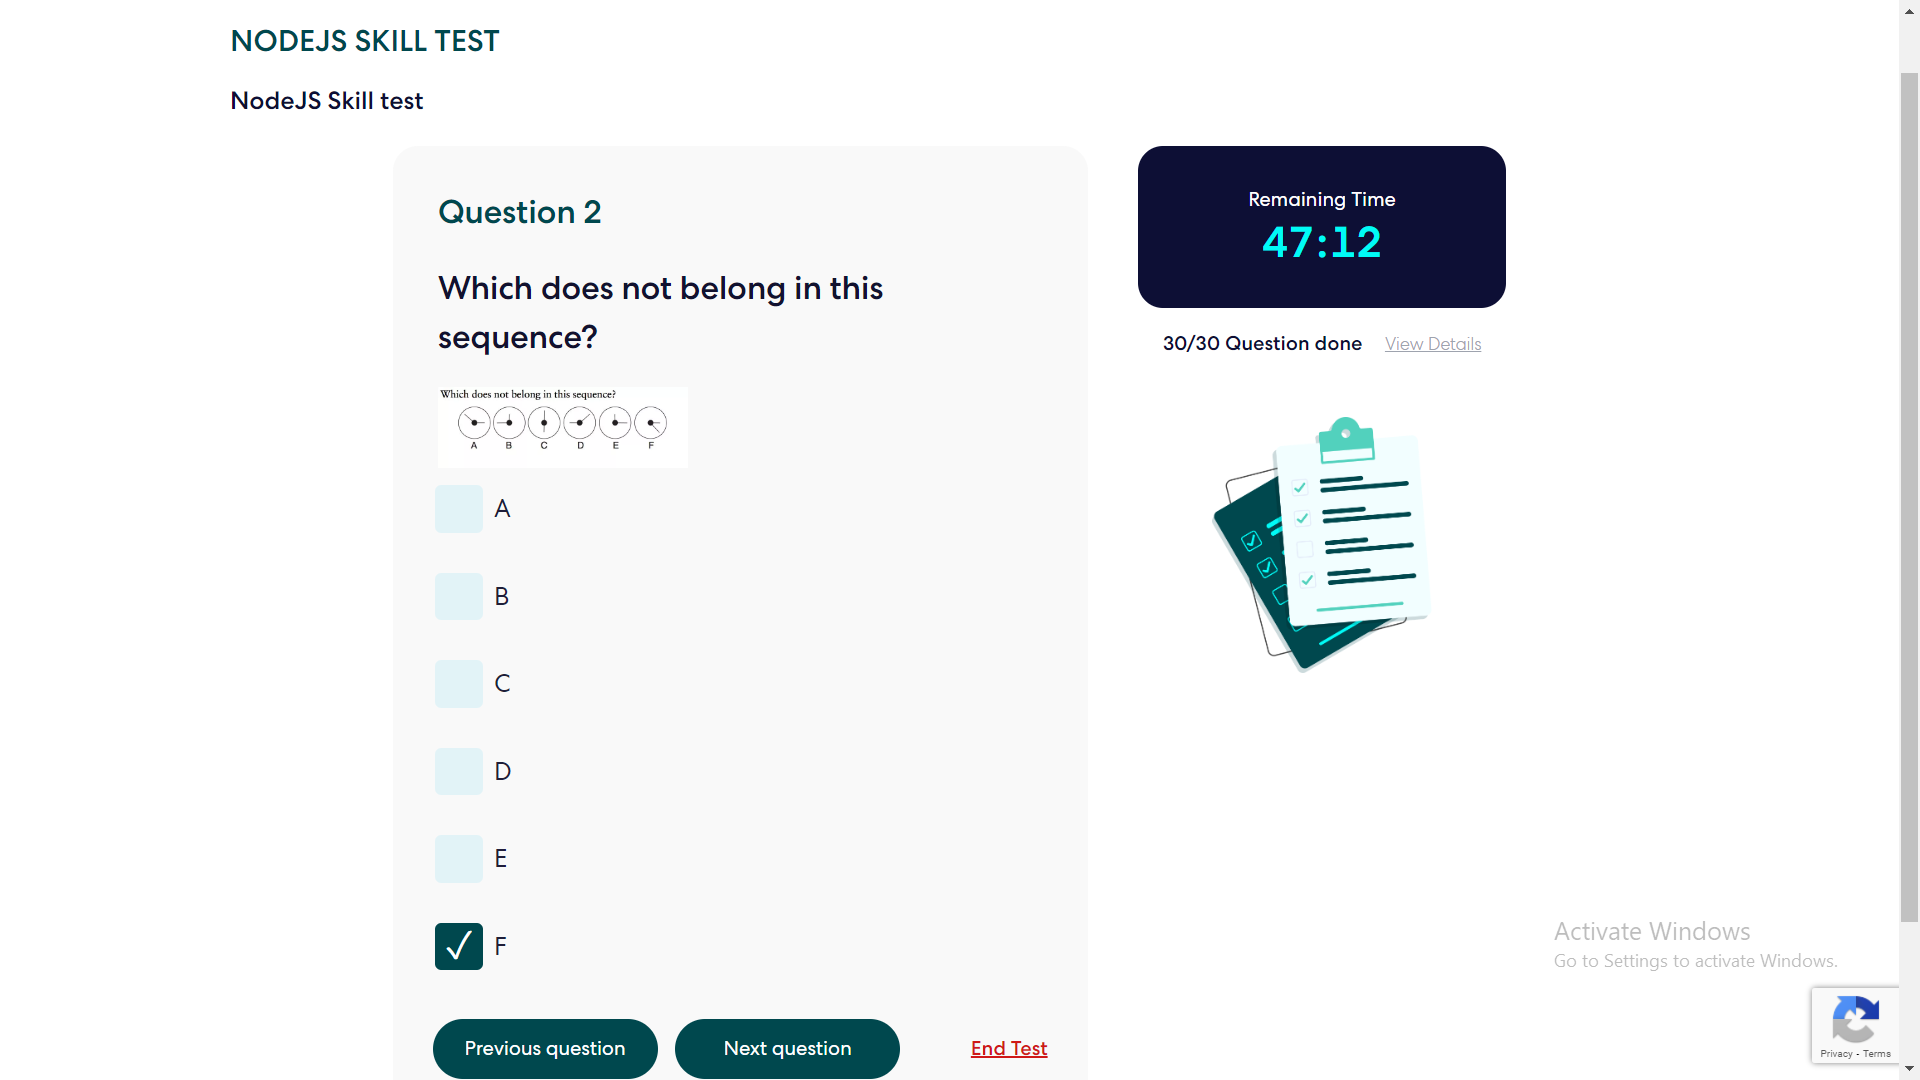 NODEJS SKILL TEST
NodeJS Skill test
Question 2
Which does not belong in this
sequence?
Which does not belong in this sequence?
A B C D E F
A
B
C
D
E
F
Previous question
Next question
End Test
Remaining Time
47:12
30/30 Question done
View Details
Activate Windows
Go to Settings to activate Windows.
Privacy - Terms